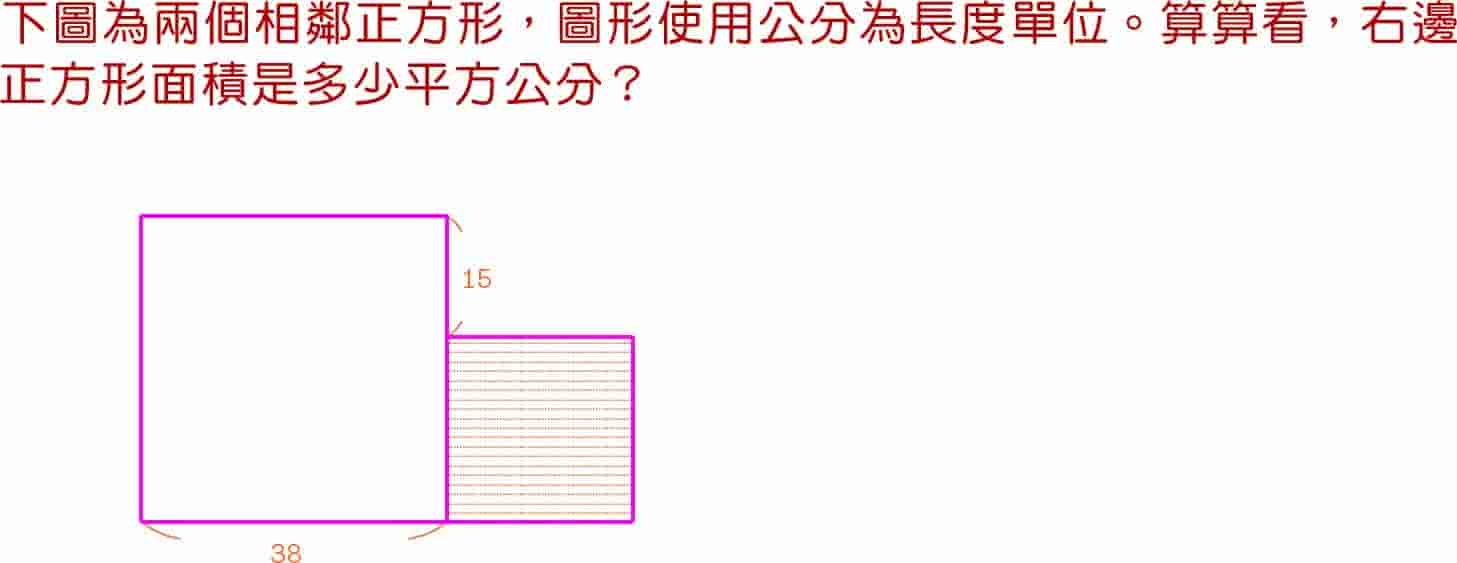 下圖為兩個相鄰正方形，圖形使用公分為長度單位。算算看，右邊
正方形面積是多少平方公分？
15
38